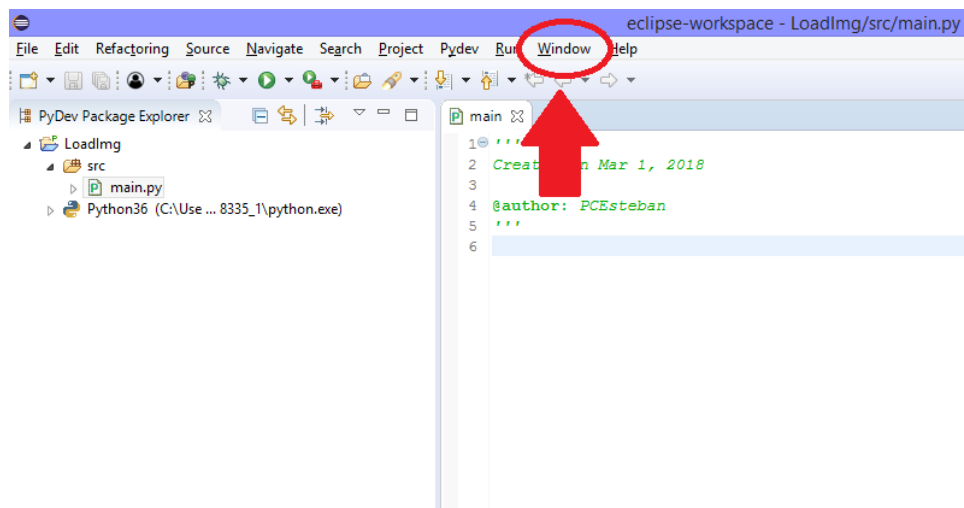 eclipse-workspace - LoadImg/src/main.py
File Edit Refactoring Source Navigate Search Project Pydev Run Window Help
PyDev Package Explorer
main
LoadImg
src
main.py
Python36 (C:\Use ... 8335_1\python.exe)
1 '''
2 Creat n Mar 1, 2018
3
4 @author: PCEsteban
5 '''
6